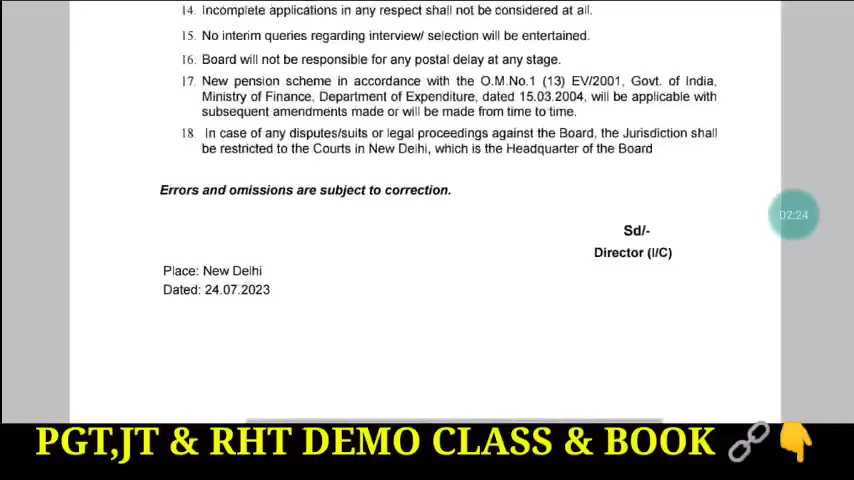 14. Incomplete applications in any respect shall not be considered at all.
15. No interim queries regarding interview/ selection will be entertained.
16. Board will not be responsible for any postal delay at any stage.
17. New pension scheme in accordance with the O.M.No.1 (13) EV/2001, Govt. of India,
Ministry of Finance, Department of Expenditure, dated 15.03.2004, will be applicable with
subsequent amendments made or will be made from time to time.
18. In case of any disputes/suits or legal proceedings against the Board, the Jurisdiction shall
be restricted to the Courts in New Delhi, which is the Headquarter of the Board
Errors and omissions are subject to correction.
02:24
Sd/-
Director (I/C)
Place: New Delhi
Dated: 24.07.2023
PGT,JT & RHT DEMO CLASS & BOOK 🔗👇